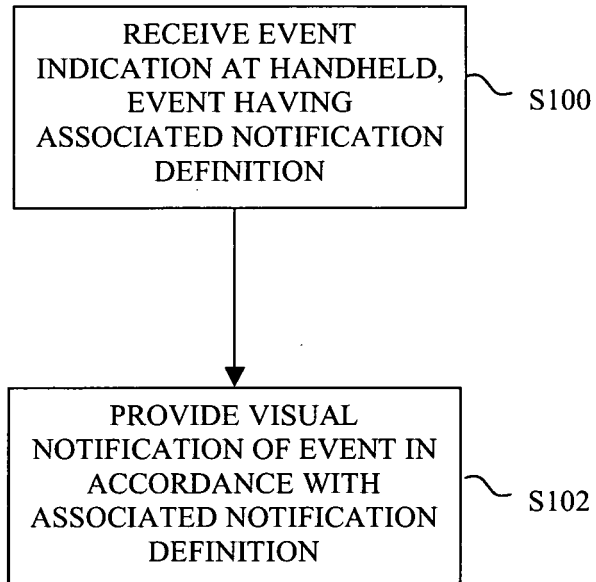 RECEIVE EVENT
INDICATION AT HANDHELD,
EVENT HAVING
ASSOCIATED NOTIFICATION
DEFINITION
S100
PROVIDE VISUAL
NOTIFICATION OF EVENT IN
ACCORDANCE WITH
ASSOCIATED NOTIFICATION
DEFINITION
S102